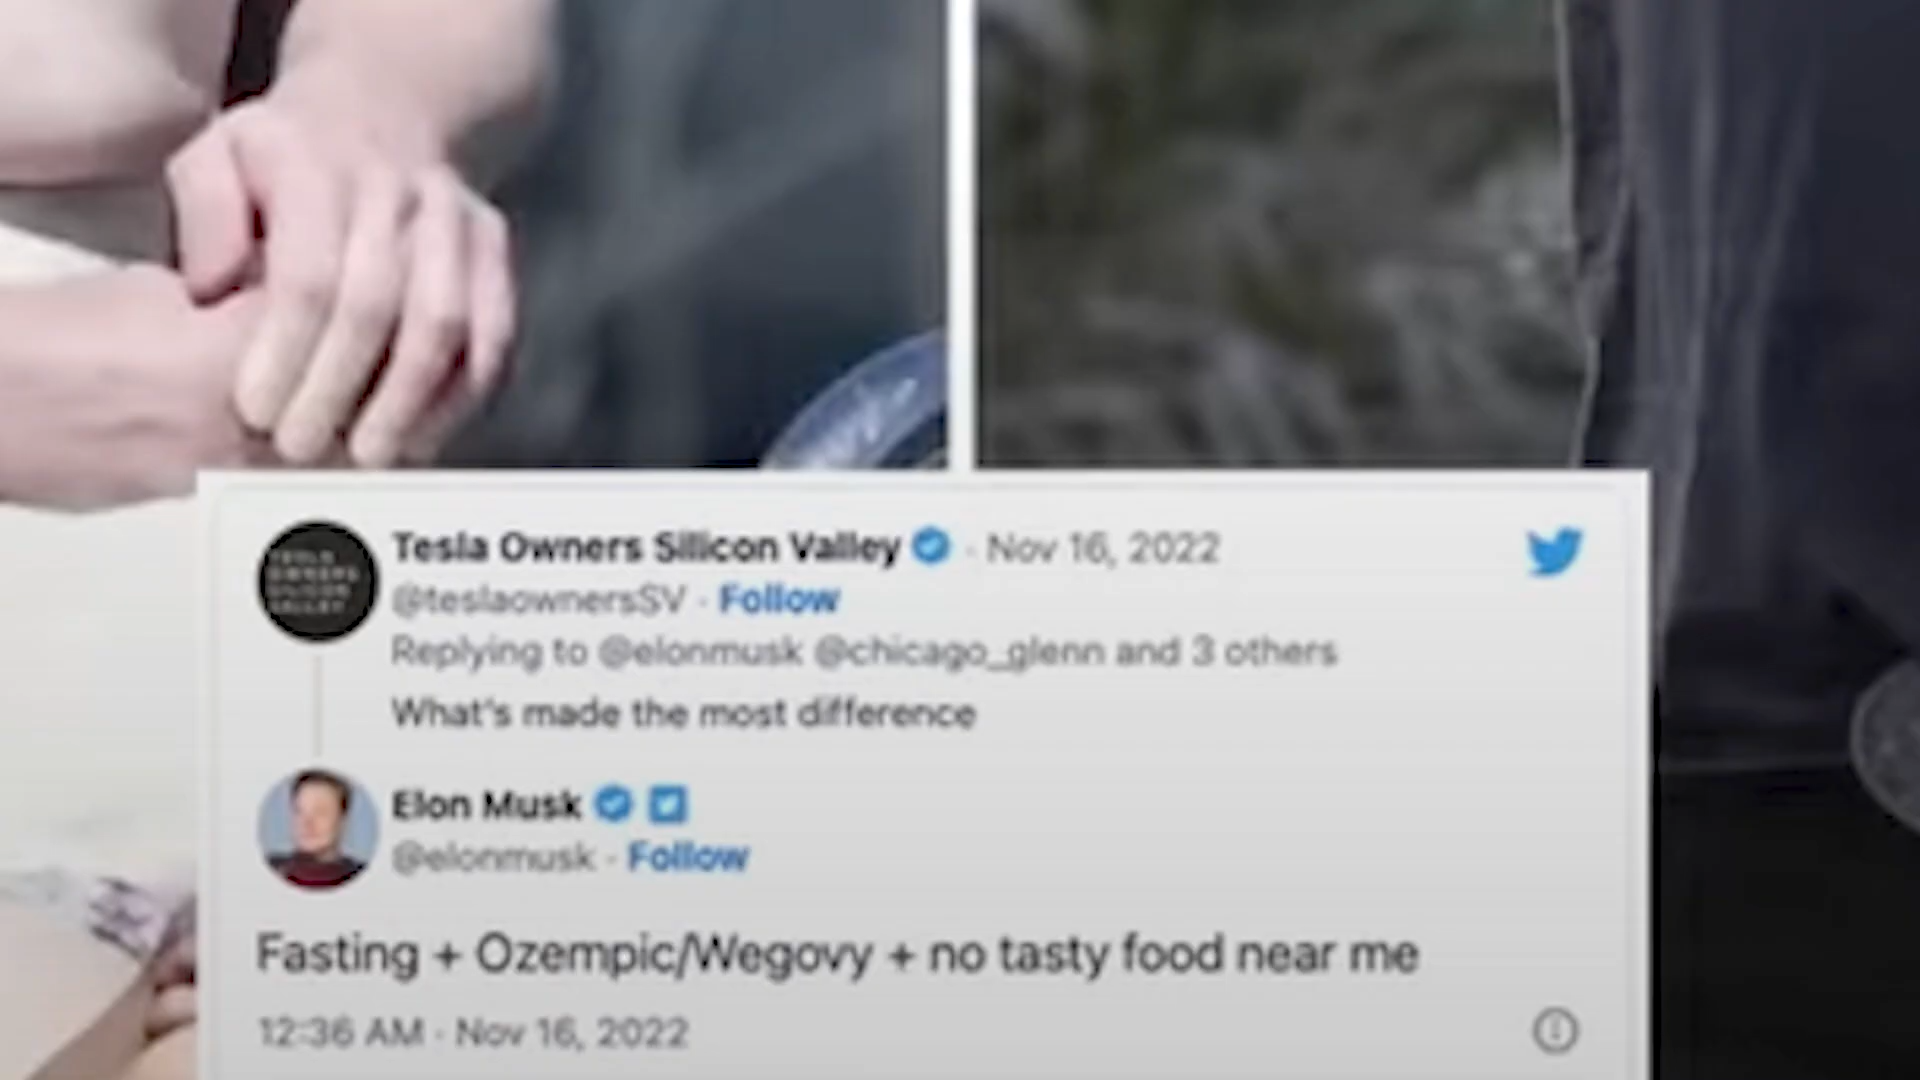 Tesla Owners Silicon Valley · Nov 16, 2022
@teslaownersSV · Follow
Replying to @elonmusk @chicago_glenn and 3 others
What's made the most difference
Elon Musk
@elonmusk · Follow
Fasting + Ozempic/Wegovy + no tasty food near me
12:36 AM · Nov 16, 2022